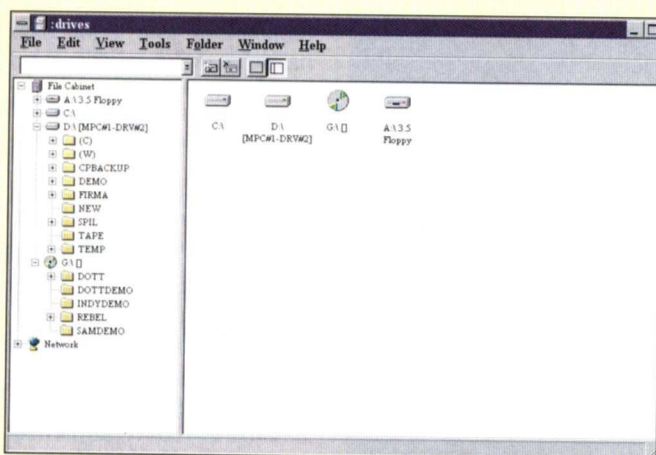 :drives
File Edit View Tools Folder Window Help
File Cabinet
A:\ 3.5 Floppy
C:\
D:\ [MPC#1-DRV#2]
(C)
(W)
CPBACKUP
DEMO
FIRMA
NEW
SPIL
TAPE
TEMP
G:\ []
DOTT
DOTTDEMO
INDYDEMO
REBEL
SAMDEMO
Network
C:\
D:\
[MPC#1-DRV#2]
G:\ []
A:\ 3.5
Floppy